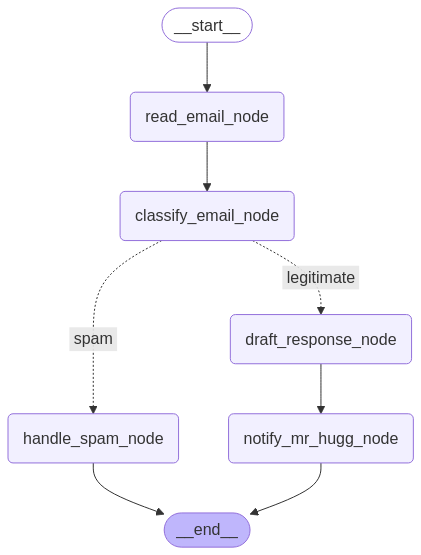 __start__
read_email_node
classify_email_node
legitimate
spam
draft_response_node
handle_spam_node
notify_mr_hugg_node
__end__